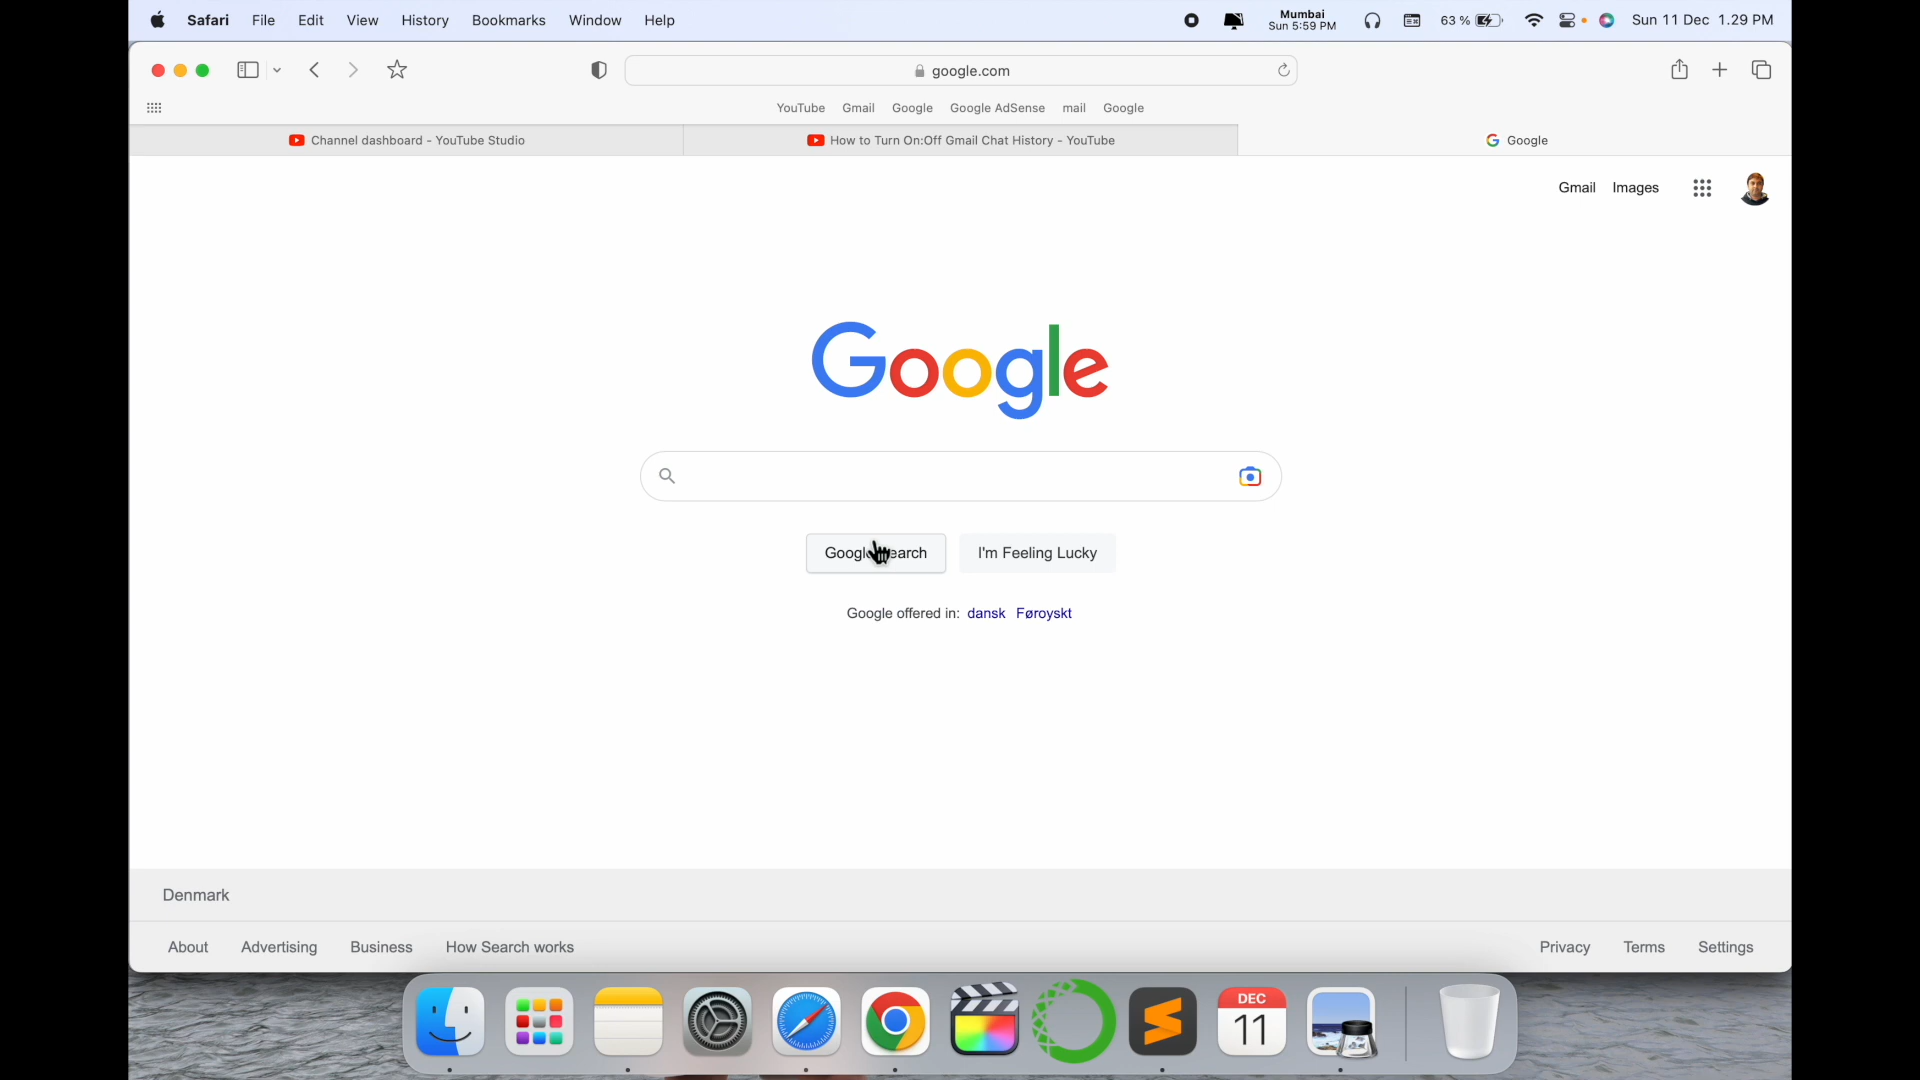 Safari File Edit View History Bookmarks Window Help
Mumbai
Sun 5:59 PM
63 %
Sun 11 Dec 1.29 PM
google.com
YouTube Gmail Google Google AdSense mail Google
Channel dashboard - YouTube Studio
How to Turn On:Off Gmail Chat History - YouTube
Google
Gmail Images
Google
Google Search I'm Feeling Lucky
Google offered in: dansk Føroyskt
Denmark
About Advertising Business How Search works
Privacy Terms Settings
DEC
11